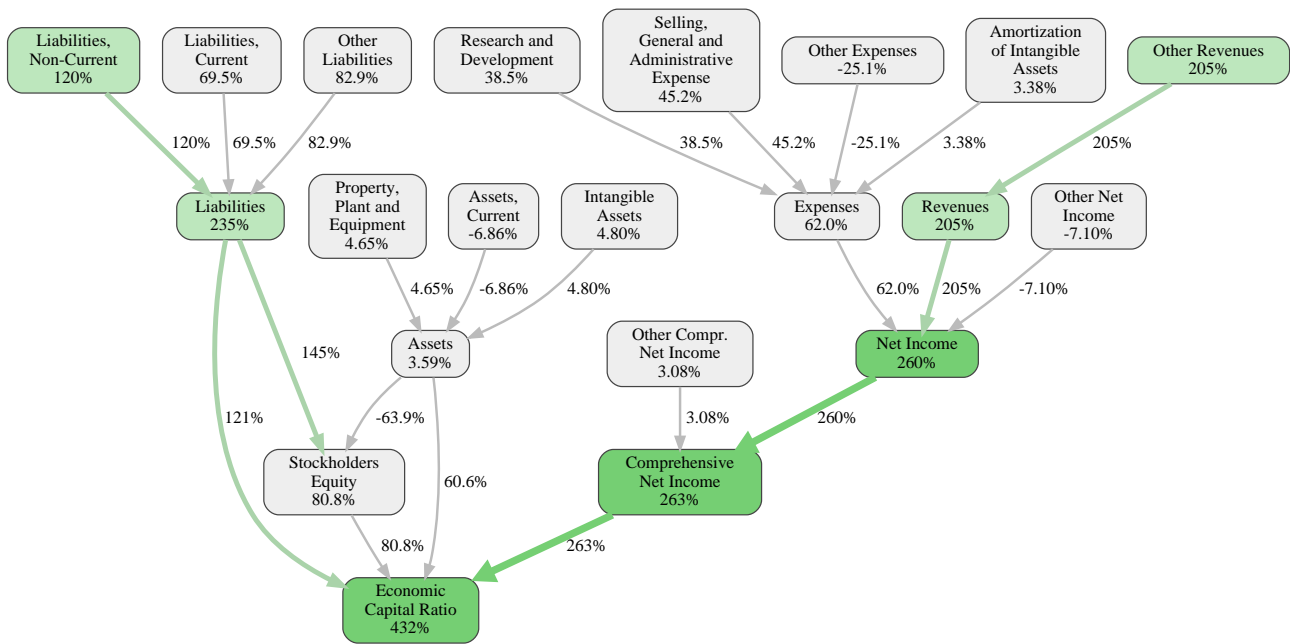 Liabilities,
Non-Current
120%
Liabilities,
Current
69.5%
Other
Liabilities
82.9%
Research and
Development
38.5%
Selling,
General and
Administrative
Expense
45.2%
Other Expenses
-25.1%
Amortization
of Intangible
Assets
3.38%
Other Revenues
205%
120%
69.5%
82.9%
38.5%
45.2%
-25.1%
3.38%
205%
Liabilities
235%
Property,
Plant and
Equipment
4.65%
Assets,
Current
-6.86%
Intangible
Assets
4.80%
Expenses
62.0%
Revenues
205%
Other Net
Income
-7.10%
4.65%
-6.86%
4.80%
62.0%
205%
-7.10%
145%
Assets
3.59%
Other Compr.
Net Income
3.08%
Net Income
260%
121%
-63.9%
3.08%
260%
60.6%
Stockholders
Equity
80.8%
Comprehensive
Net Income
263%
80.8%
263%
Economic
Capital Ratio
432%